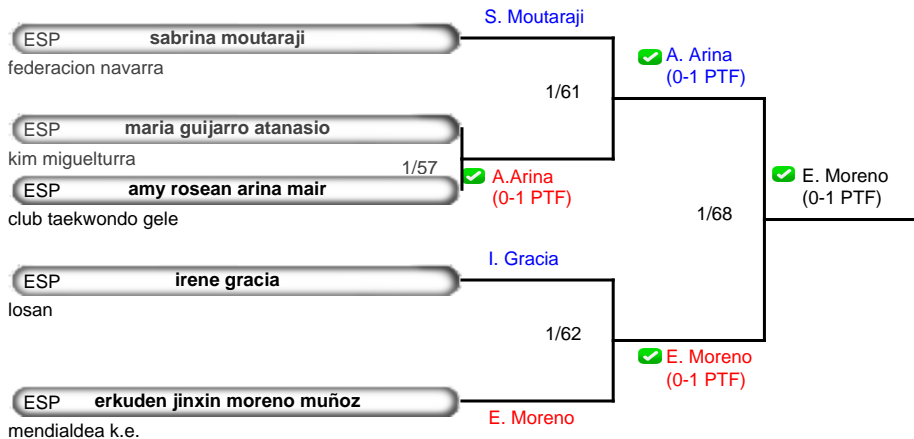 S. Moutaraji
ESP sabrina moutaraji
federacion navarra
A. Arina
(0-1 PTF)
1/61
ESP maria guijarro atanasio
kim miguelturra
1/57
A.Arina
(0-1 PTF)
ESP amy rosean arina mair
club taekwondo gele
E. Moreno
(0-1 PTF)
1/68
I. Gracia
ESP irene gracia
losan
1/62
E. Moreno
(0-1 PTF)
ESP erkuden jinxin moreno muñoz
E. Moreno
mendialdea k.e.